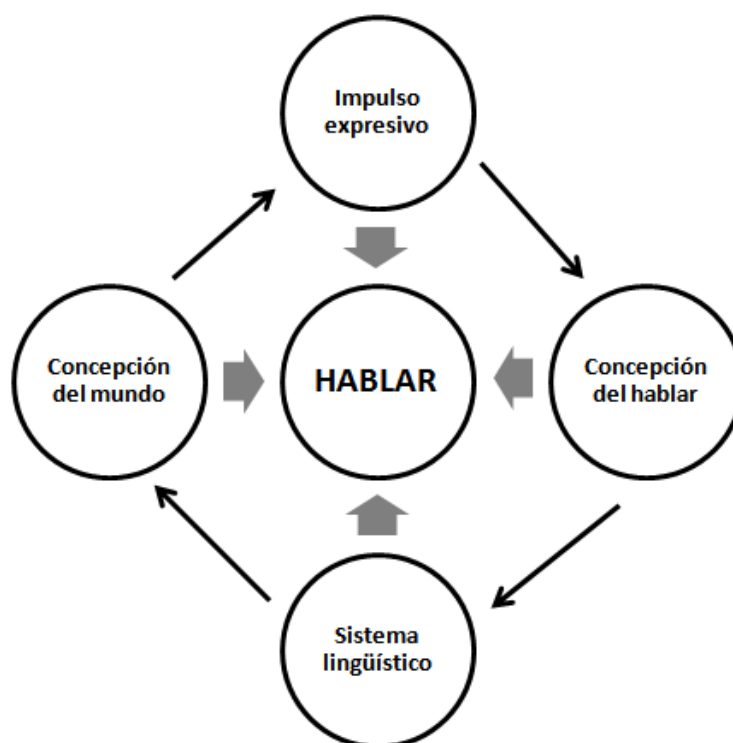 Impulso
expresivo
Concepción
del mundo
HABLAR
Concepción
del hablar
Sistema
lingüístico